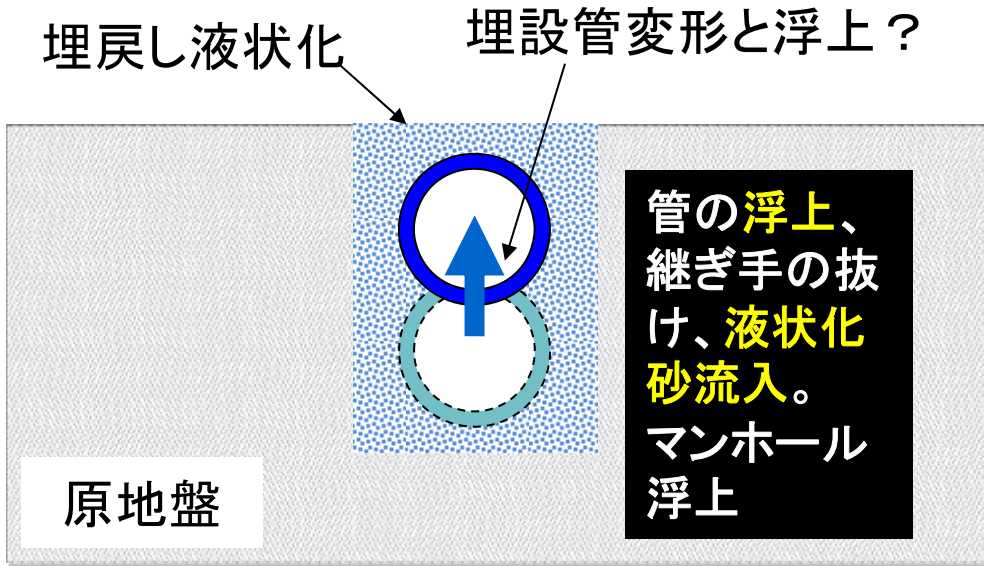 埋戻し液状化
埋設管変形と浮上？
管の浮上、
継ぎ手の抜
け、液状化
砂流入。
マンホール
浮上
原地盤